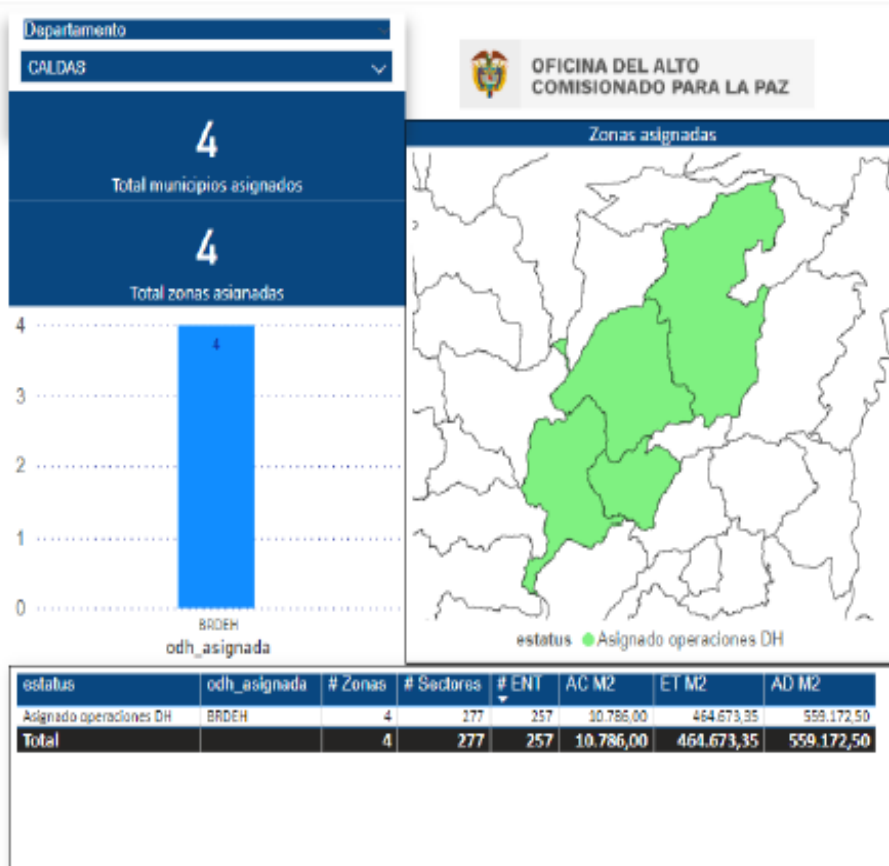 Departamento
CALDAS
OFICINA DEL ALTO
COMISIONADO PARA LA PAZ
4
Total municipios asignados
4
Total zonas asignadas
Zonas asignadas
4
3
2
1
0
4
BRDEH
odh_asignada
estatus Asignado operaciones DH
estatus odh_asignada # Zonas # Sectores # ENT AC M2 ET M2 AD M2
Asignado operaciones DH BRDEH 4 277 257 10.786,00 464.673,35 559.172,50
Total 4 277 257 10.786,00 464.673,35 559.172,50